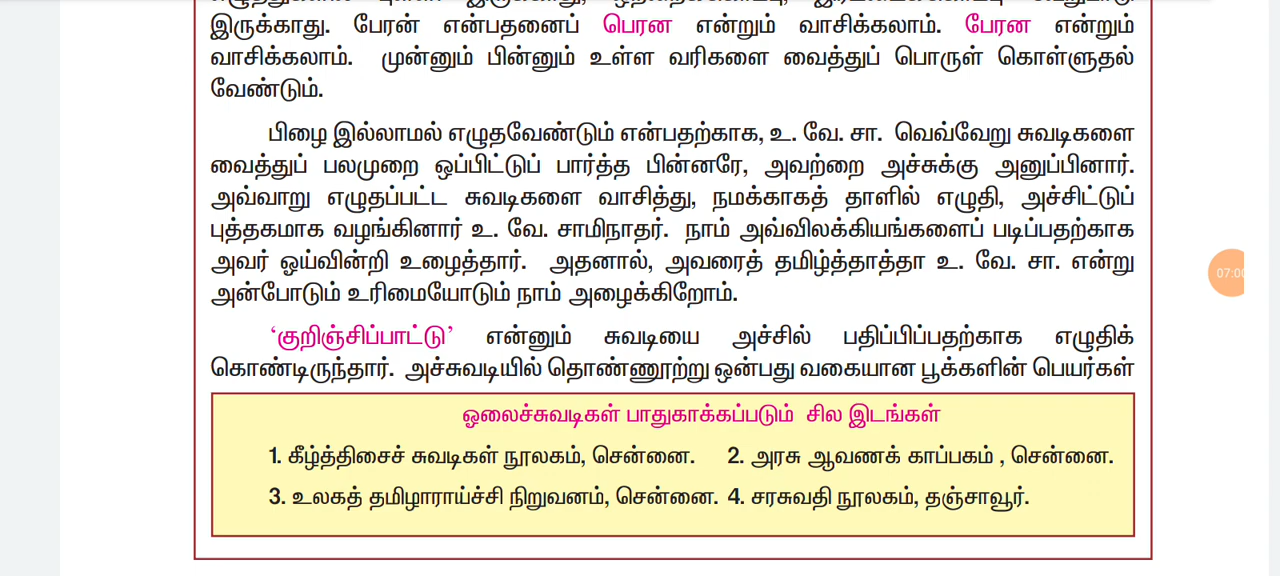 இருக்காது. பேரன் என்பதனைப் பெரன என்றும் வாசிக்கலாம். பேரன என்றும்
வாசிக்கலாம். முன்னும் பின்னும் உள்ள வரிகளை வைத்துப் பொருள் கொள்ளுதல்
வேண்டும்.
பிழை இல்லாமல் எழுதவேண்டும் என்பதற்காக, உ. வே. சா. வெவ்வேறு சுவடிகளை
வைத்துப் பலமுறை ஒப்பிட்டுப் பார்த்த பின்னரே, அவற்றை அச்சுக்கு அனுப்பினார்.
அவ்வாறு எழுதப்பட்ட சுவடிகளை வாசித்து, நமக்காகத் தாளில் எழுதி, அச்சிட்டுப்
புத்தகமாக வழங்கினார் உ. வே. சாமிநாதர். நாம் அவ்விலக்கியங்களைப் படிப்பதற்காக
அவர் ஓய்வின்றி உழைத்தார். அதனால், அவரைத் தமிழ்த்தாத்தா உ. வே. சா. என்று
அன்போடும் உரிமையோடும் நாம் அழைக்கிறோம்.
‘குறிஞ்சிப்பாட்டு’ என்னும் சுவடியை அச்சில் பதிப்பிப்பதற்காக எழுதிக்
கொண்டிருந்தார். அச்சுவடியில் தொண்ணூற்று ஒன்பது வகையான பூக்களின் பெயர்கள்
ஓலைச்சுவடிகள் பாதுகாக்கப்படும் சில இடங்கள்
1. கீழ்த்திசைச் சுவடிகள் நூலகம், சென்னை. 2. அரசு ஆவணக் காப்பகம் , சென்னை.
3. உலகத் தமிழாராய்ச்சி நிறுவனம், சென்னை. 4. சரசுவதி நூலகம், தஞ்சாவூர்.